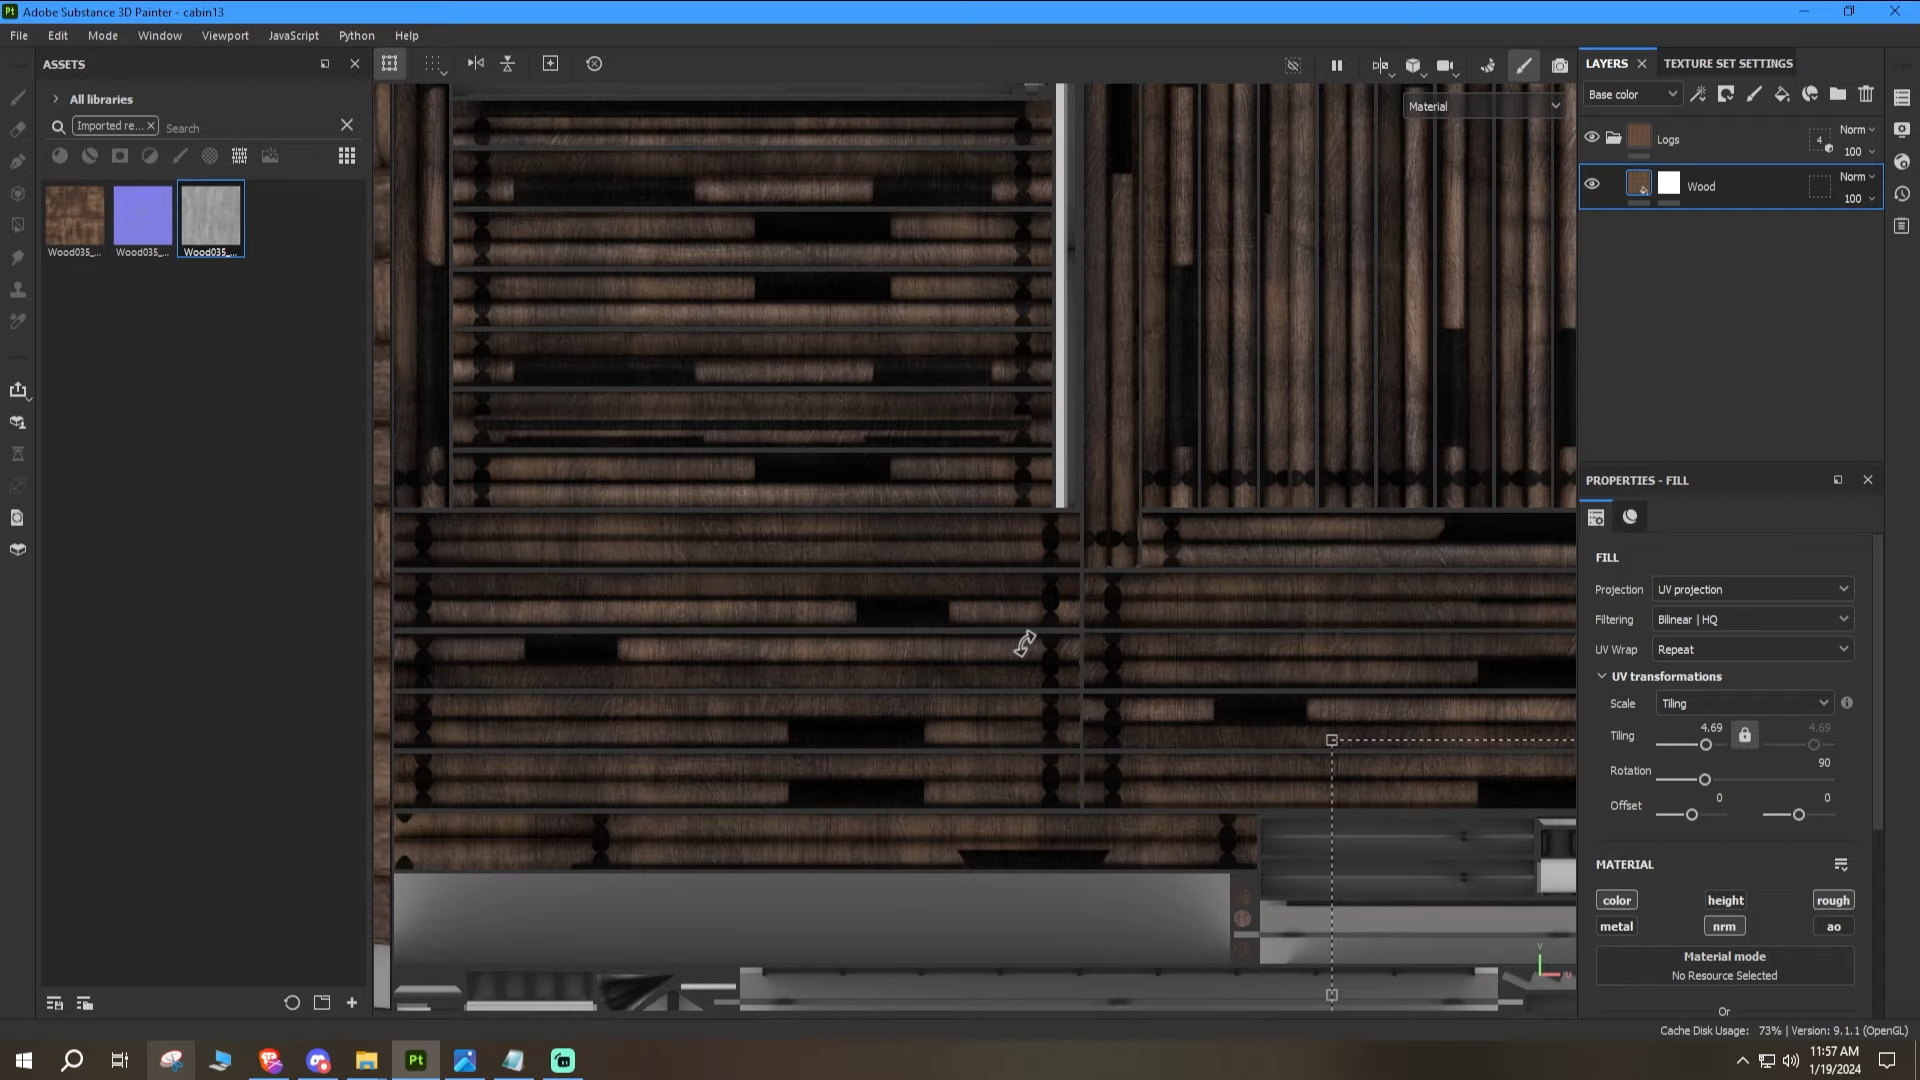 Pt Adobe Substance 3D Painter - cabin13
File Edit Mode Window Viewport JavaScript Python Help
ASSETS
All libraries
Imported re... Search
Wood035_... Wood035_... Wood035_...
Material
LAYERS TEXTURE SET SETTINGS
Base color
Logs
4
Norm
100
Wood
Norm
100
PROPERTIES - FILL
FILL
Projection UV projection
Filtering Bilinear | HQ
UV Wrap Repeat
UV transformations
Scale Tiling
Tiling 4.69 4.69
Rotation 90
Offset 0 0
MATERIAL
color height rough
metal nrm ao
Material mode
No Resource Selected
Or
V
Cache Disk Usage: 73% | Version: 9.1.1 (OpenGL)
Pt
11:57 AM
1/19/2024